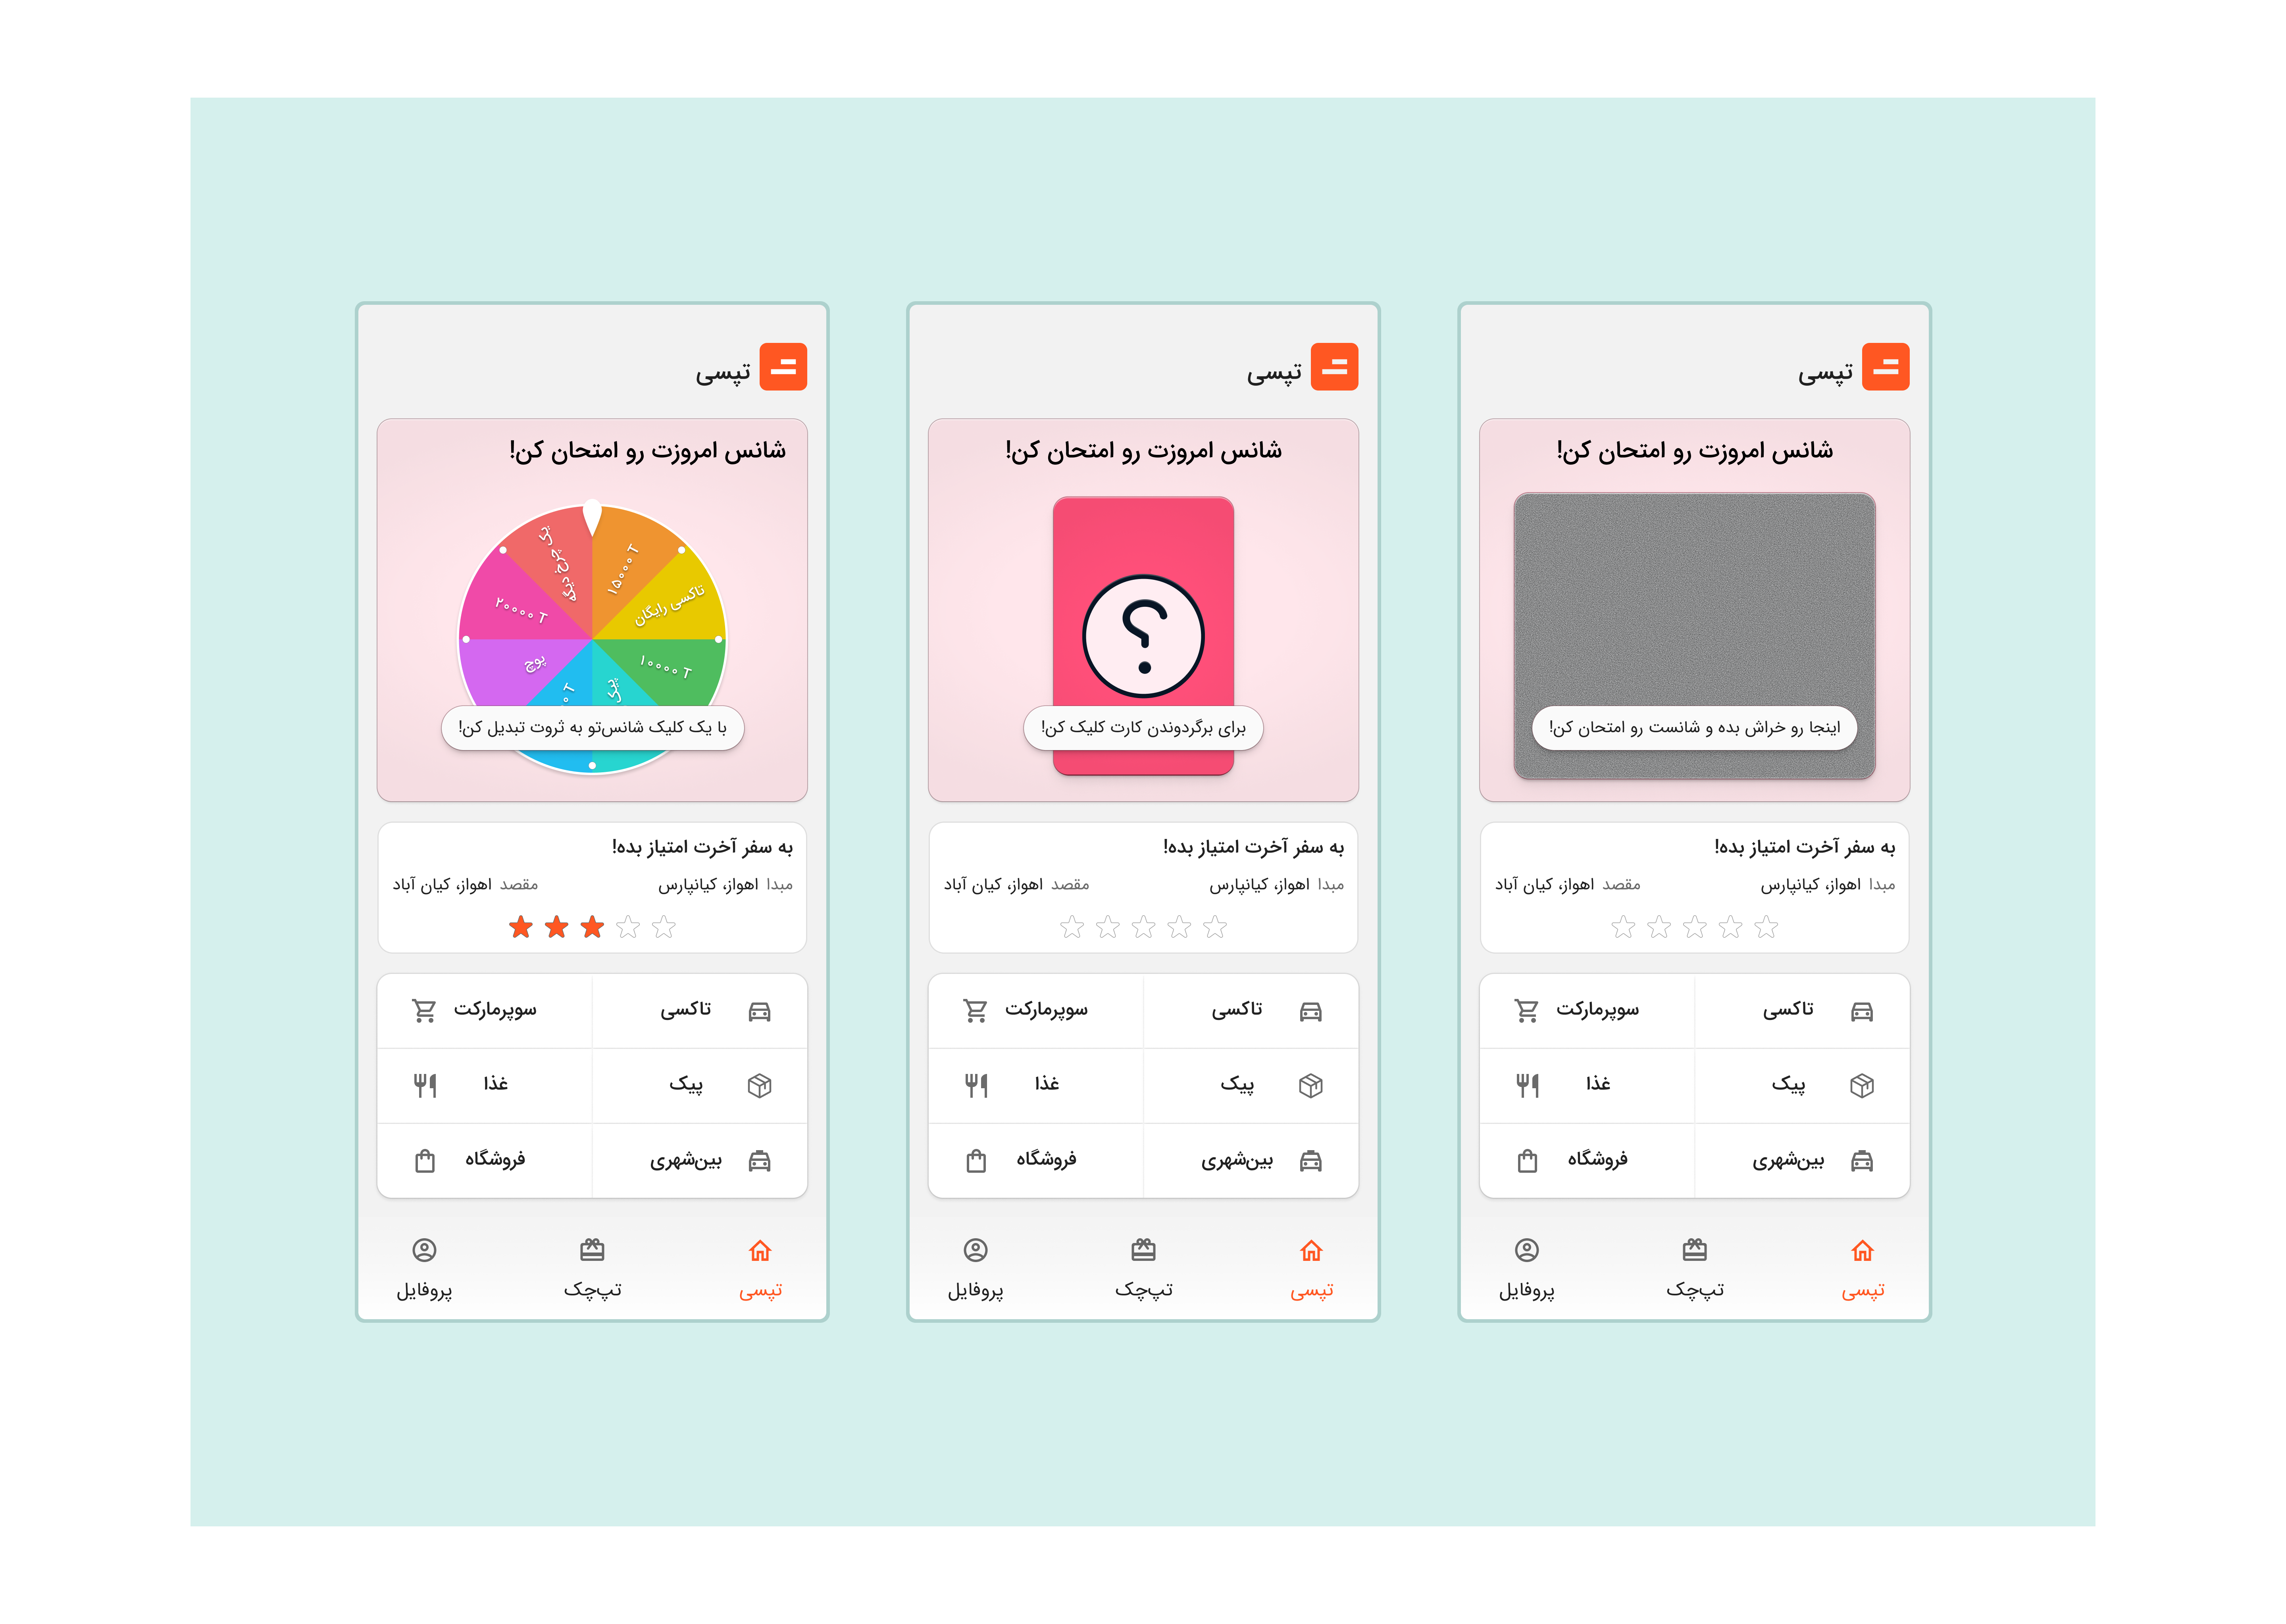 تپسی
شانس امروزت رو امتحان کن!
اینجا رو خراش بده و شانست رو امتحان کن!
به سفر آخرت امتیاز بده!
مبدا اهواز، کیانپارس
مقصد اهواز، کیان آباد
تاکسی
سوپرمارکت
پیک
غذا
بین‌شهری
فروشگاه
تپسی
تپ‌چک
پروفایل
تپسی
شانس امروزت رو امتحان کن!
؟
برای برگردوندن کارت کلیک کن!
به سفر آخرت امتیاز بده!
مبدا اهواز، کیانپارس
مقصد اهواز، کیان آباد
تاکسی
سوپرمارکت
پیک
غذا
بین‌شهری
فروشگاه
تپسی
تپ‌چک
پروفایل
تپسی
شانس امروزت رو امتحان کن!
۱۵۰۰۰ T
تاکسی رایگان
۱۰۰۰۰ T
پیک
پوچ
۲۰۰۰۰ T
یک چرخ دیگه
با یک کلیک شانس‌تو به ثروت تبدیل کن!
به سفر آخرت امتیاز بده!
مبدا اهواز، کیانپارس
مقصد اهواز، کیان آباد
تاکسی
سوپرمارکت
پیک
غذا
بین‌شهری
فروشگاه
تپسی
تپ‌چک
پروفایل